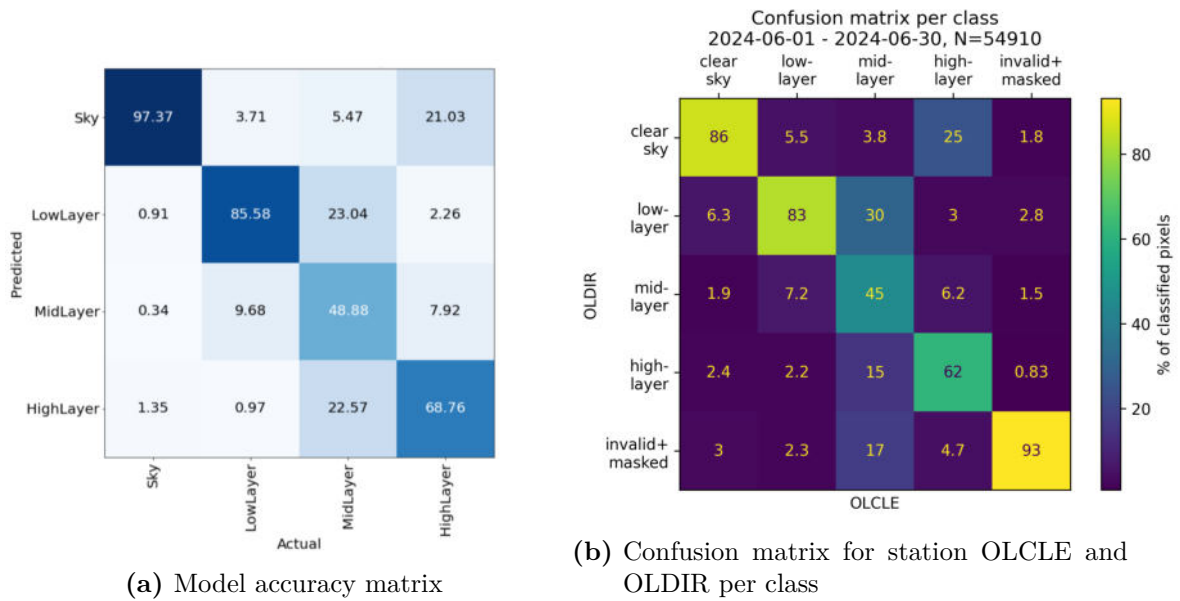 Predicted
Sky 97.37 3.71 5.47 21.03
LowLayer 0.91 85.58 23.04 2.26
MidLayer 0.34 9.68 48.88 7.92
HighLayer 1.35 0.97 22.57 68.76
Sky LowLayer MidLayer HighLayer
Actual
(a) Model accuracy matrix
Confusion matrix per class
2024-06-01 - 2024-06-30, N=54910
clear low- mid- high- invalid+
sky layer layer layer masked
OLDIR
clear
sky
86 5.5 3.8 25 1.8
low-
layer
6.3 83 30 3 2.8
mid-
layer
1.9 7.2 45 6.2 1.5
high-
layer
2.4 2.2 15 62 0.83
invalid+
masked
3 2.3 17 4.7 93
OLCLE
80
60
40
20
% of classified pixels
(b) Confusion matrix for station OLCLE and
OLDIR per class